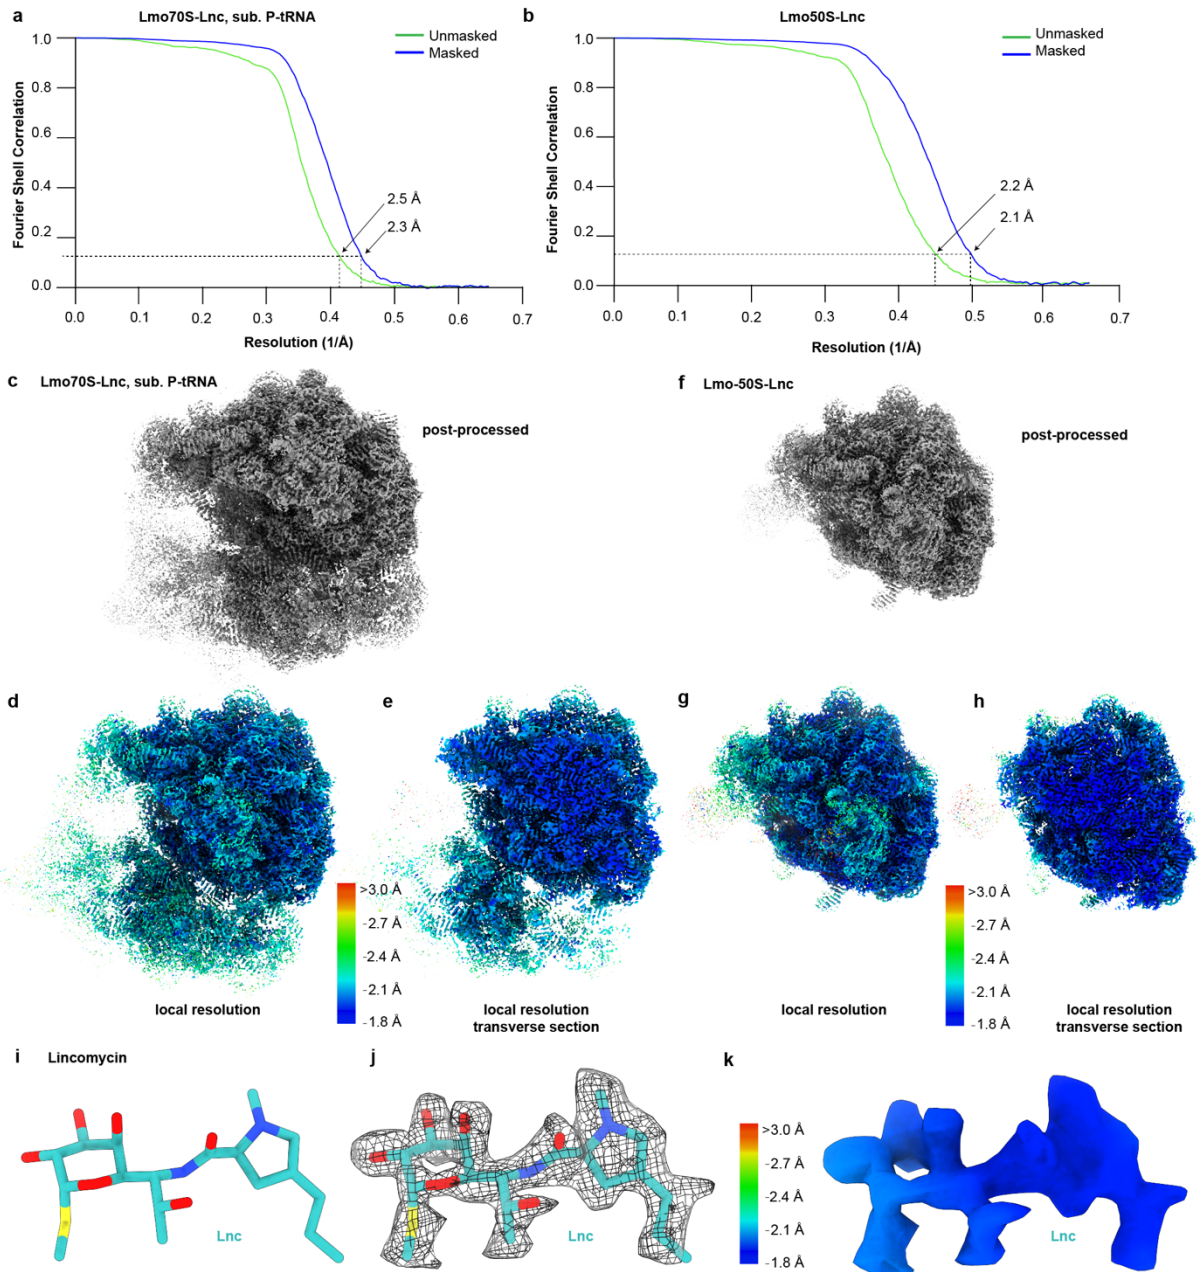 a
Lmo70S-Lnc, sub. P-tRNA
Unmasked
Masked
Fourier Shell Correlation
1.0
0.8
0.6
0.4
0.2
0.0
2.5 Å
2.3 Å
0.0 0.1 0.2 0.3 0.4 0.5 0.6 0.7
Resolution (1/Å)
b
Lmo50S-Lnc
Unmasked
Masked
Fourier Shell Correlation
1.0
0.8
0.6
0.4
0.2
0.0
2.2 Å
2.1 Å
0.0 0.1 0.2 0.3 0.4 0.5 0.6 0.7
Resolution (1/Å)
c Lmo70S-Lnc, sub. P-tRNA
post-processed
f Lmo-50S-Lnc
post-processed
d
>3.0 Å
-2.7 Å
-2.4 Å
-2.1 Å
-1.8 Å
local resolution
e
local resolution
transverse section
g
>3.0 Å
-2.7 Å
-2.4 Å
-2.1 Å
-1.8 Å
local resolution
h
local resolution
transverse section
i Lincomycin
Lnc
j
Lnc
k
>3.0 Å
-2.7 Å
-2.4 Å
-2.1 Å
-1.8 Å
Lnc